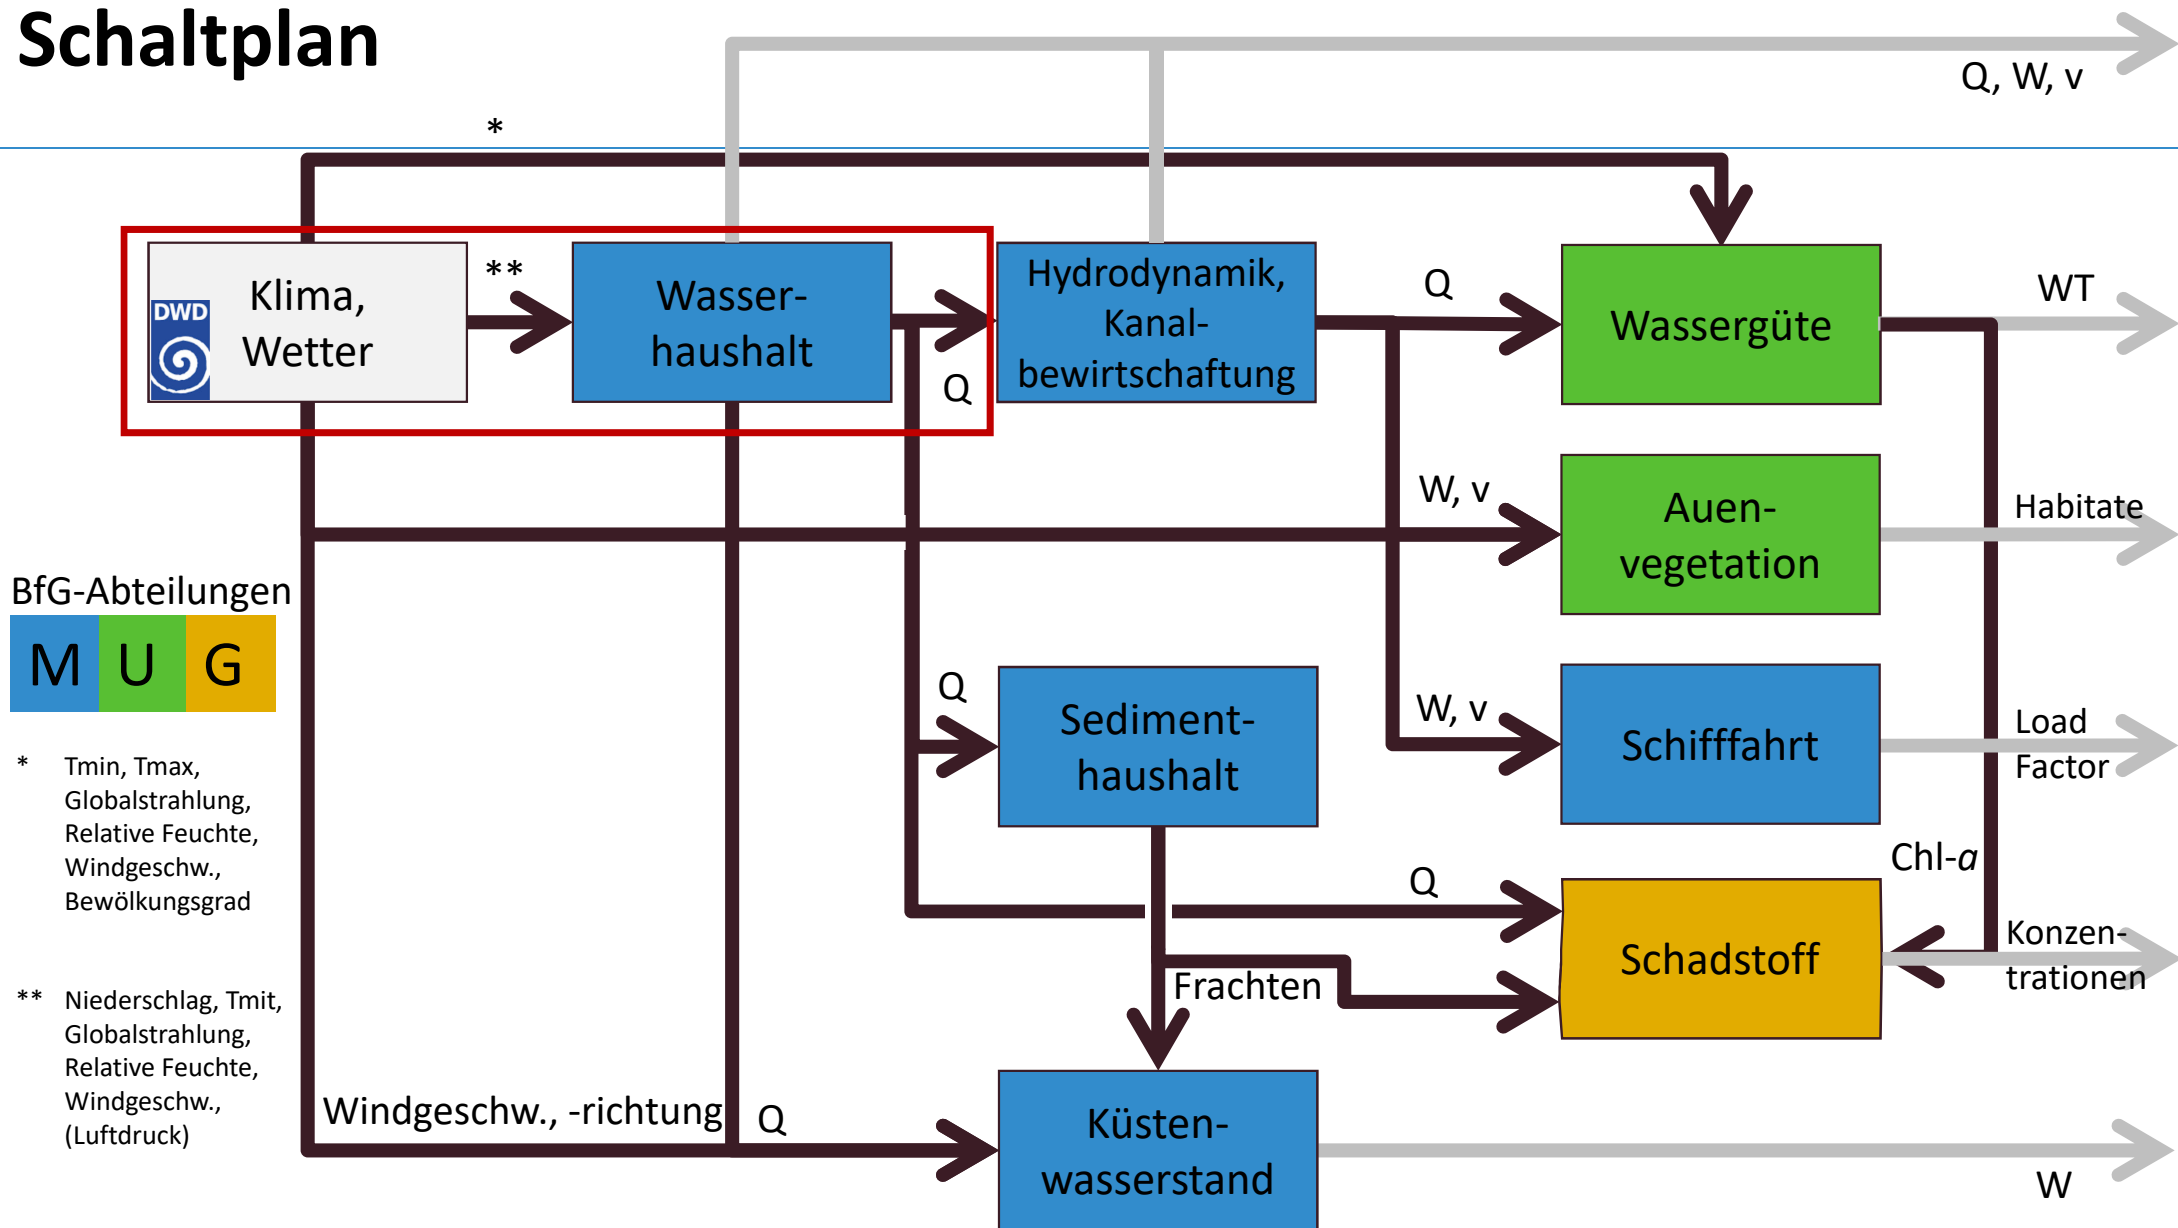 Schaltplan
Q, W, v
*
Klima,
Wetter
DWD
**
Wasser-
haushalt
Q
Hydrodynamik,
Kanal-
bewirtschaftung
Q
Wassergüte
WT
W, v
Auen-
vegetation
Habitate
BfG-Abteilungen
M U G
Q
Sediment-
haushalt
W, v
Schifffahrt
Load
Factor
* Tmin, Tmax,
Globalstrahlung,
Relative Feuchte,
Windgeschw.,
Bewölkungsgrad
Chl-a
Q
Schadstoff
Konzen-
trationen
Frachten
** Niederschlag, Tmit,
Globalstrahlung,
Relative Feuchte,
Windgeschw.,
(Luftdruck)
Windgeschw., -richtung
Q
Küsten-
wasserstand
W